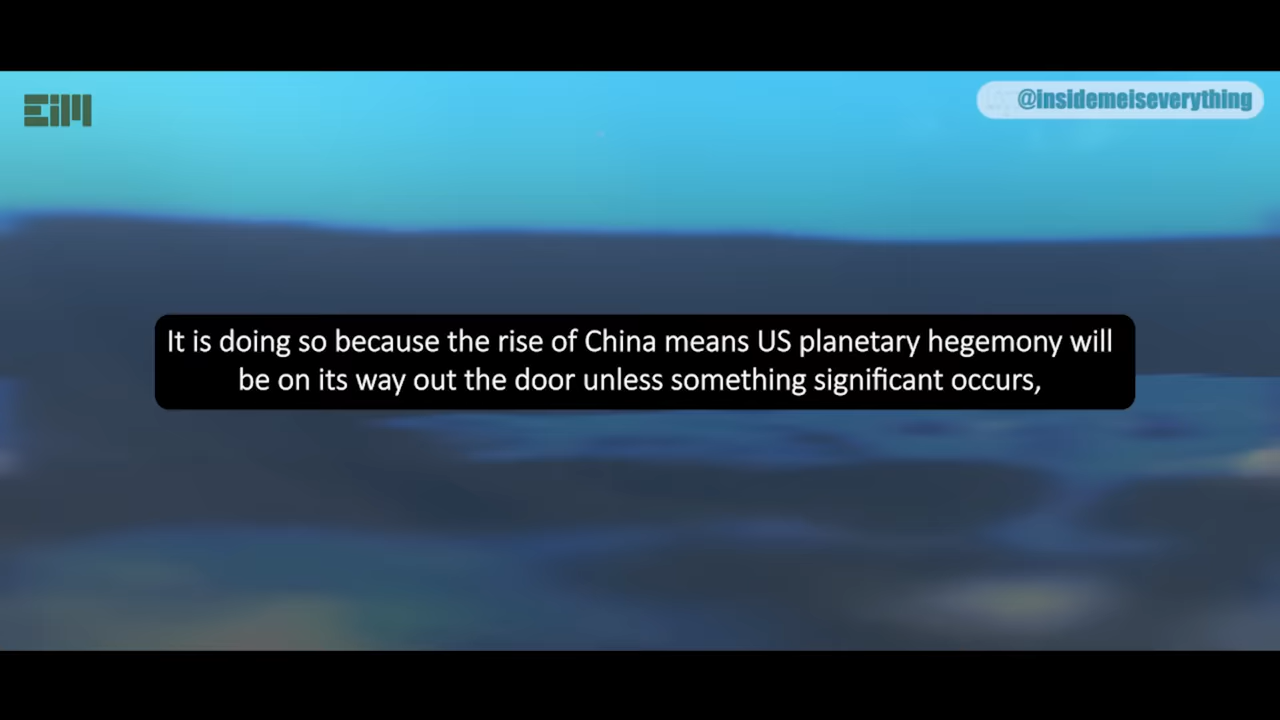 EiM
@insidemeiseverything
It is doing so because the rise of China means US planetary hegemony will
be on its way out the door unless something significant occurs,